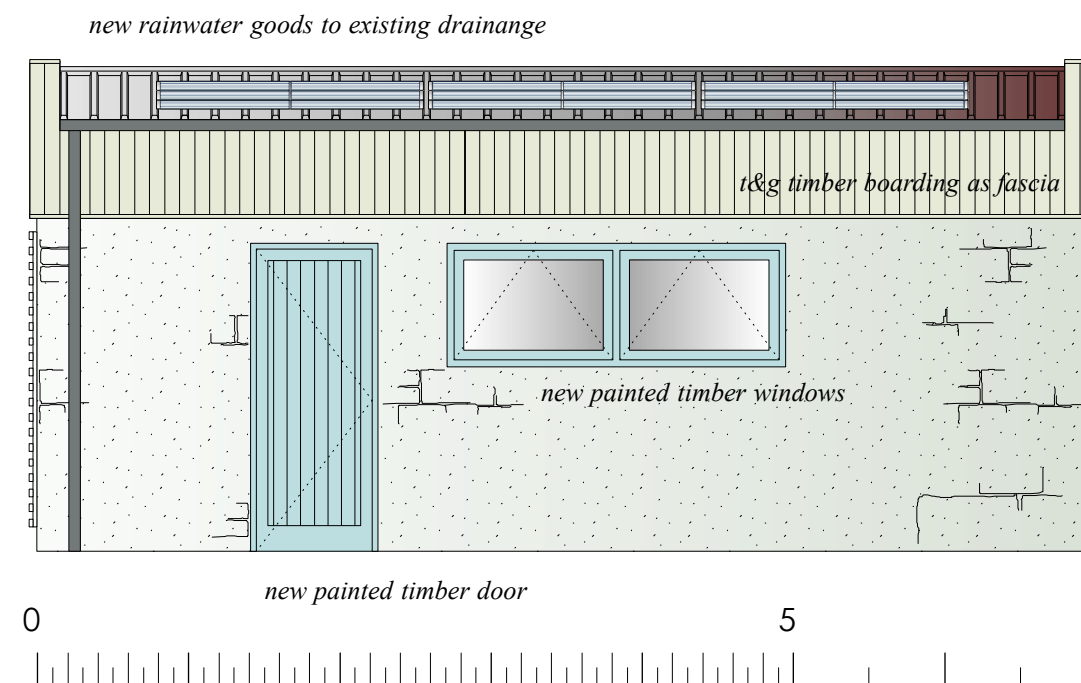 new rainwater goods to existing drainange
t&g timber boarding as fascia
new painted timber windows
new painted timber door
0 5